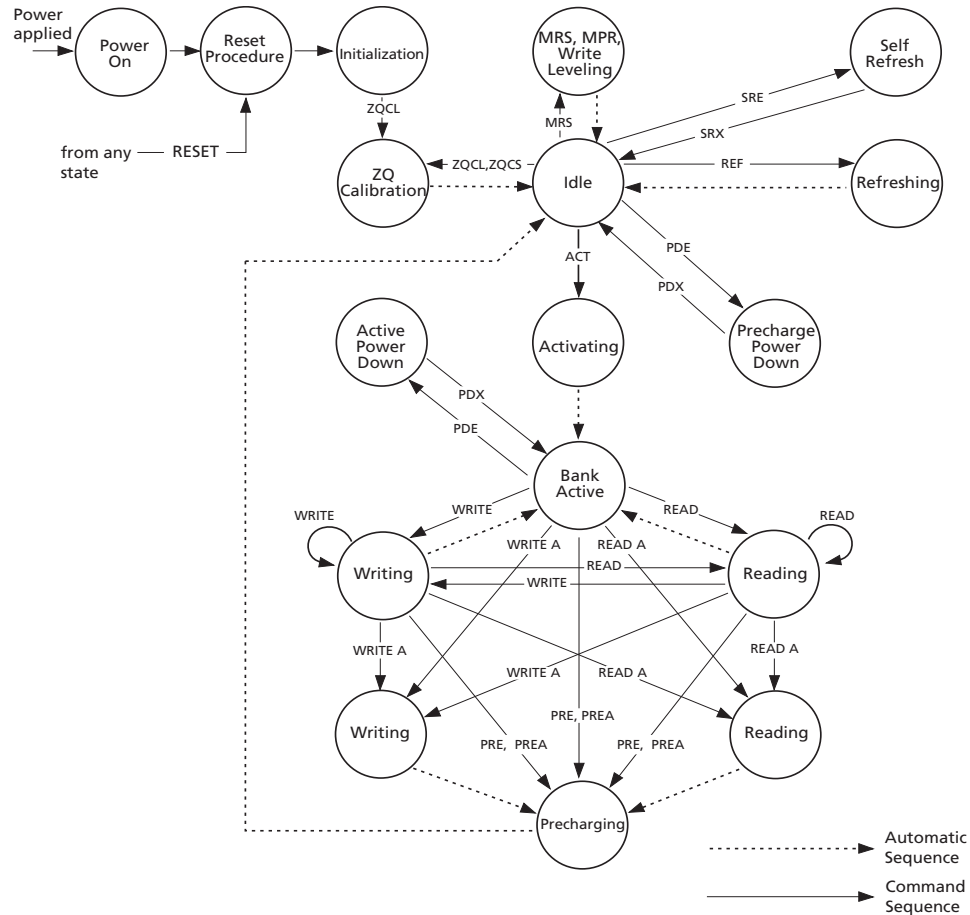 Power
applied
Power
On
Reset
Procedure
Initialization
MRS, MPR,
Write
Leveling
Self
Refresh
ZQCL
MRS
SRE
SRX
from any
state
RESET
ZQ
Calibration
ZQCL,ZQCS
Idle
REF
Refreshing
ACT
PDE
PDX
Active
Power
Down
Activating
Precharge
Power
Down
PDX
PDE
Bank
Active
WRITE
WRITE
READ
READ
WRITE A
READ A
Writing
READ
WRITE
Reading
WRITE A
READ A
WRITE A
READ A
Writing
PRE, PREA
PRE, PREA
PRE, PREA
Reading
Precharging
Automatic
Sequence
Command
Sequence